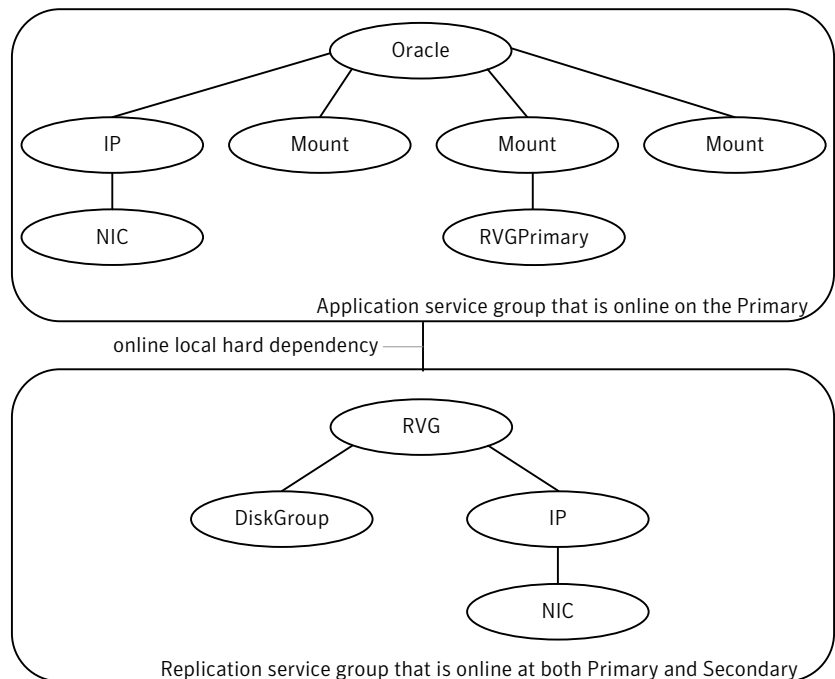 Oracle
IP
Mount
Mount
Mount
NIC
RVGPrimary
Application service group that is online on the Primary
online local hard dependency
RVG
DiskGroup
IP
NIC
Replication service group that is online at both Primary and Secondary